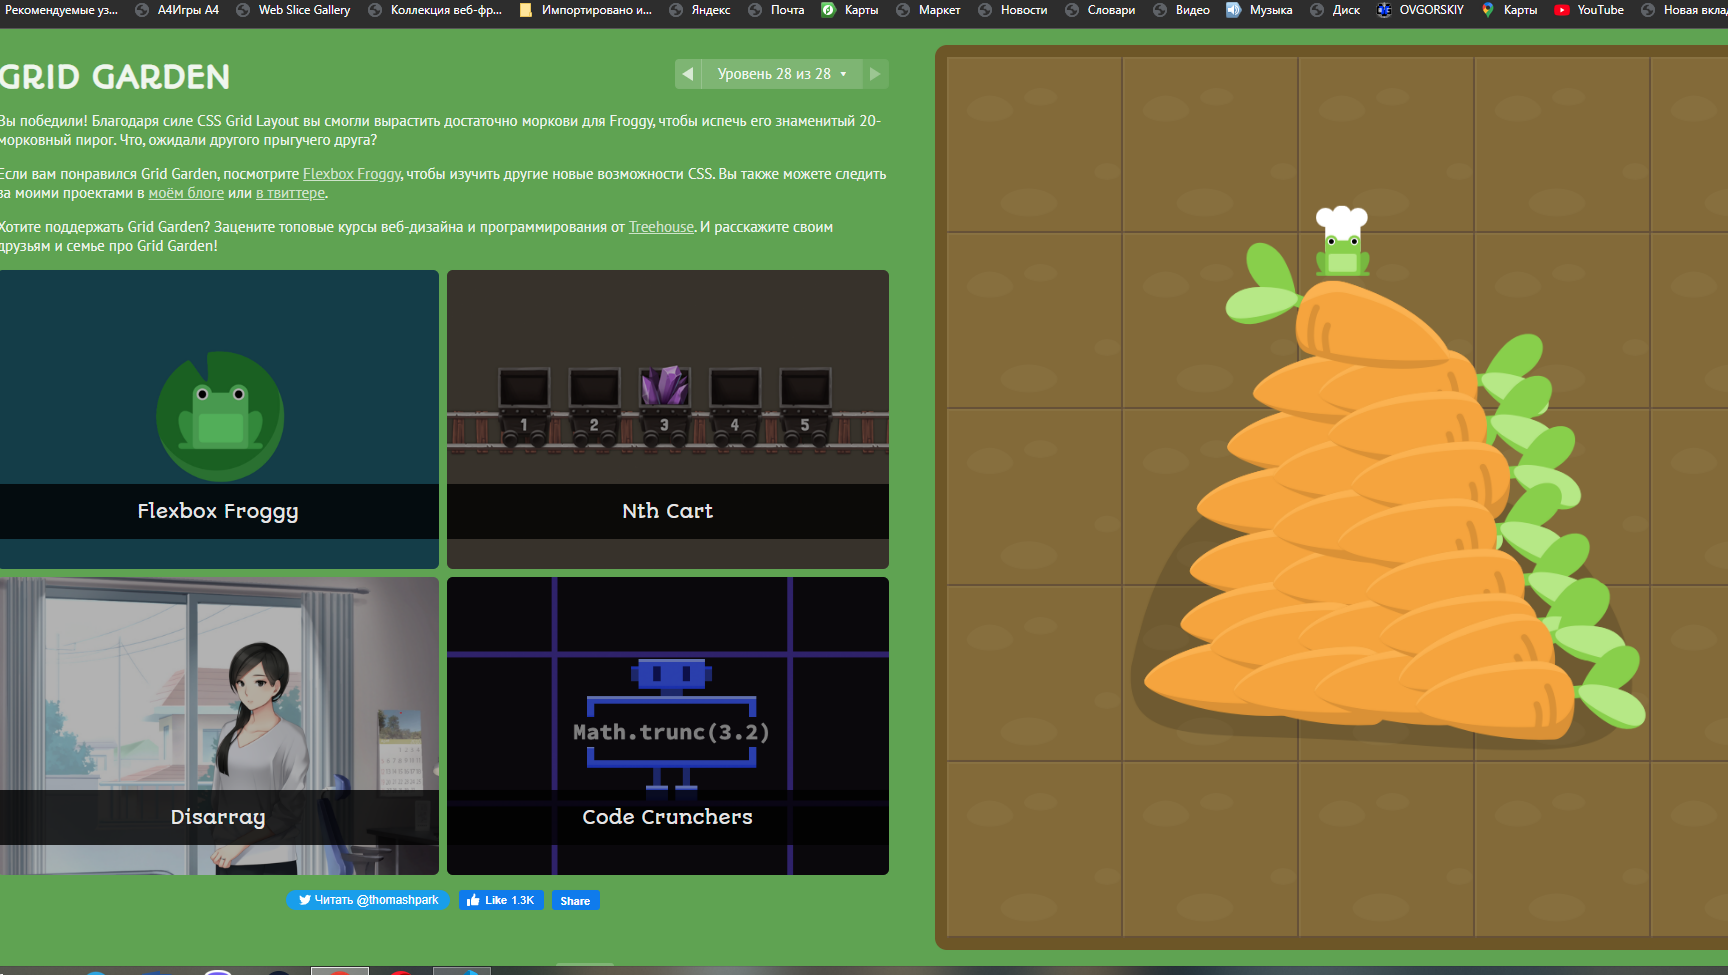 Рекомендуемые уз... А4Игры А4 Web Slice Gallery Коллекция веб-фр... Импортировано и... Яндекс Почта Карты Маркет Новости Словари Видео Музыка Диск OVGORSKIY Карты YouTube Новая вкла
GRID GARDEN
Уровень 28 из 28
Вы победили! Благодаря силе CSS Grid Layout вы смогли вырастить достаточно моркови для Froggy, чтобы испечь его знаменитый 20-
морковный пирог. Что, ожидали другого прыгучего друга?
Если вам понравился Grid Garden, посмотрите Flexbox Froggy, чтобы изучить другие новые возможности CSS. Вы также можете следить
за моими проектами в моём блоге или в твиттере.
Хотите поддержать Grid Garden? Зацените топовые курсы веб-дизайна и программирования от Treehouse. И расскажите своим
друзьям и семье про Grid Garden!
1 2 3 4 5
Flexbox Froggy
Nth Cart
Math.trunc(3.2)
Disarray
Code Crunchers
Читать @thomashpark
Like 1.3K
Share